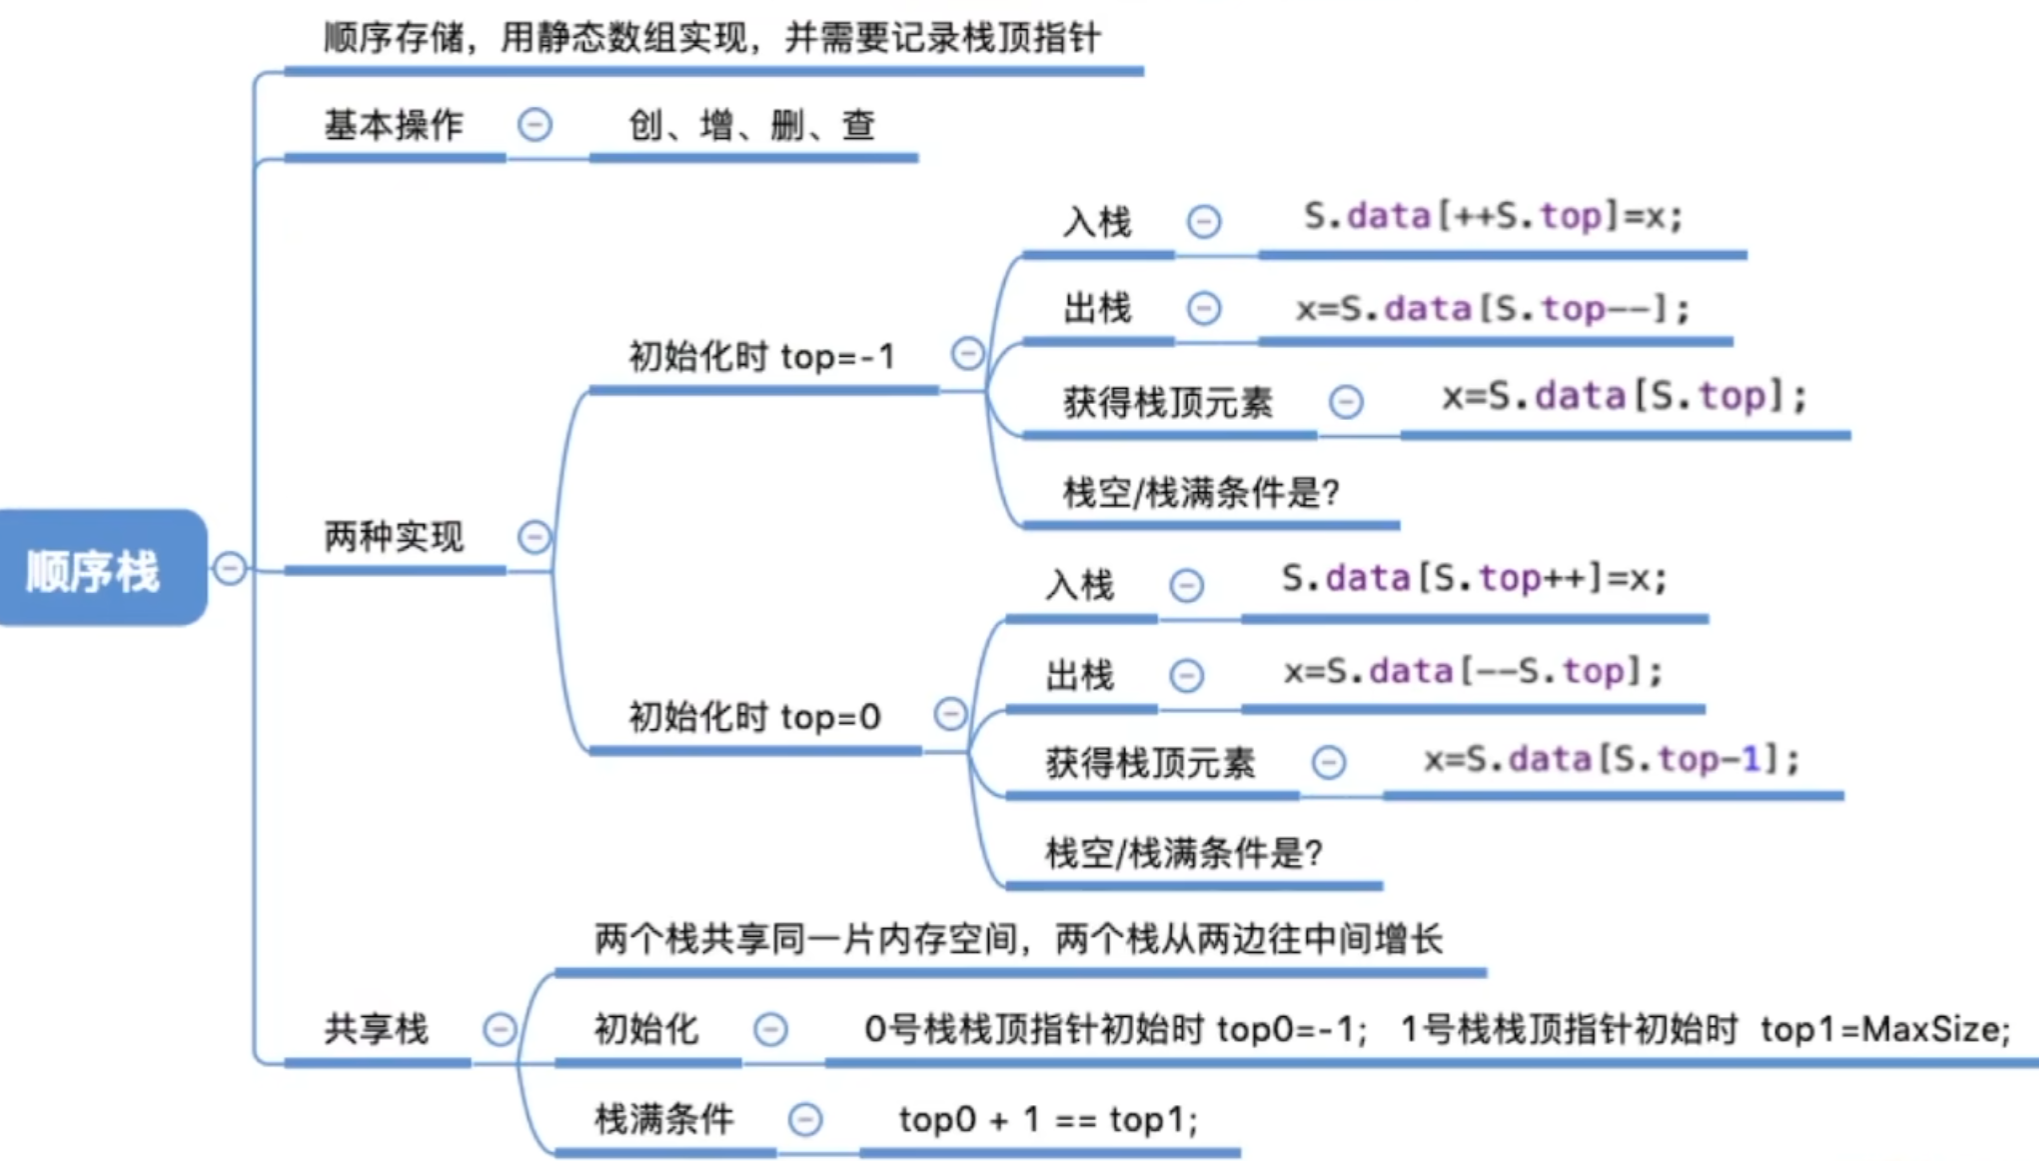 顺序栈
顺序存储，用静态数组实现，并需要记录栈顶指针
基本操作
创、增、删、查
两种实现
初始化时 top=-1
入栈
S.data[++S.top]=x;
出栈
x=S.data[S.top--];
获得栈顶元素
x=S.data[S.top];
栈空/栈满条件是?
初始化时 top=0
入栈
S.data[S.top++]=x;
出栈
x=S.data[--S.top];
获得栈顶元素
x=S.data[S.top-1];
栈空/栈满条件是?
共享栈
两个栈共享同一片内存空间，两个栈从两边往中间增长
初始化
0号栈栈顶指针初始时 top0=-1； 1号栈栈顶指针初始时 top1=MaxSize;
栈满条件
top0 + 1 == top1;